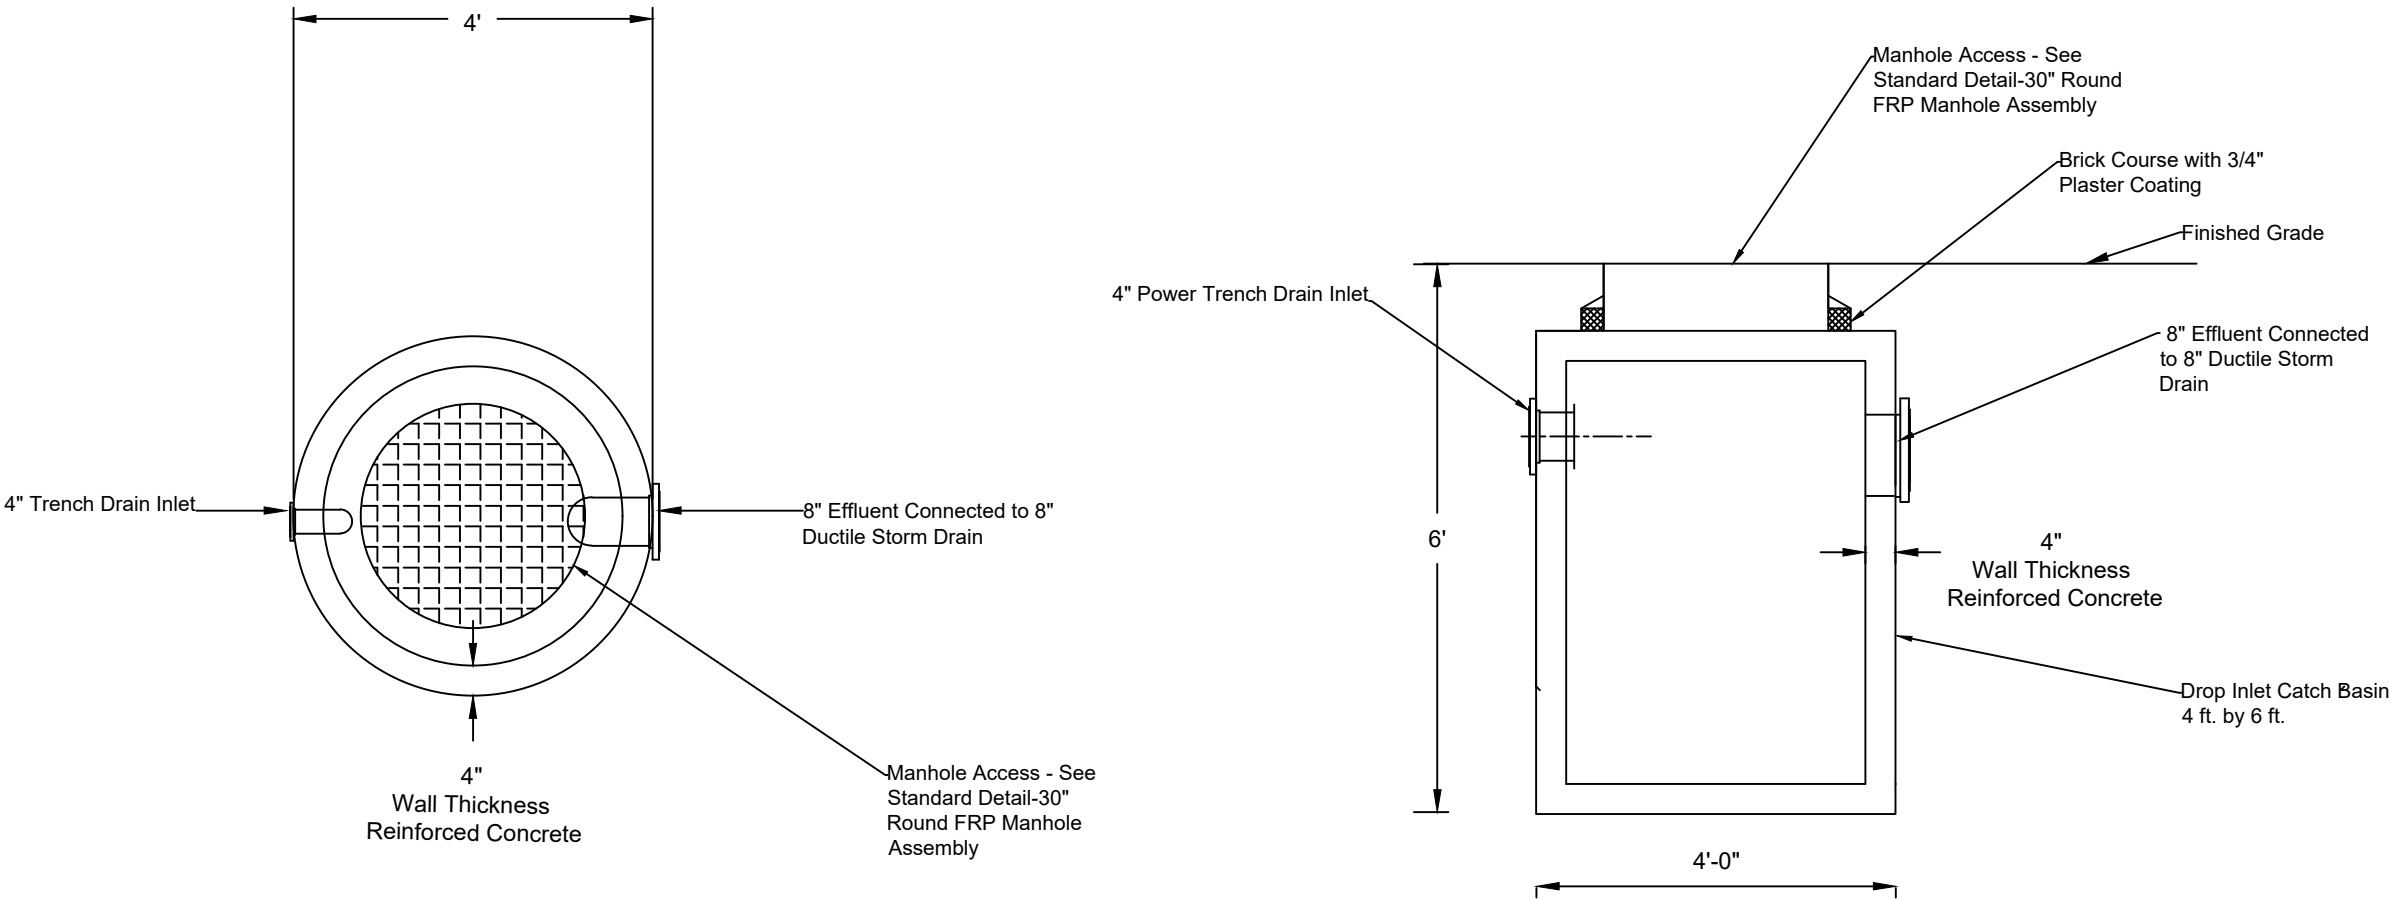 4'
4" Trench Drain Inlet
8" Effluent Connected to 8"
Ductile Storm Drain
4"
Wall Thickness
Reinforced Concrete
Manhole Access - See
Standard Detail-30"
Round FRP Manhole
Assembly
Manhole Access - See
Standard Detail-30" Round
FRP Manhole Assembly
Brick Course with 3/4"
Plaster Coating
Finished Grade
4" Power Trench Drain Inlet
8" Effluent Connected
to 8" Ductile Storm
Drain
6'
4"
Wall Thickness
Reinforced Concrete
Drop Inlet Catch Basin
4 ft. by 6 ft.
4'-0"